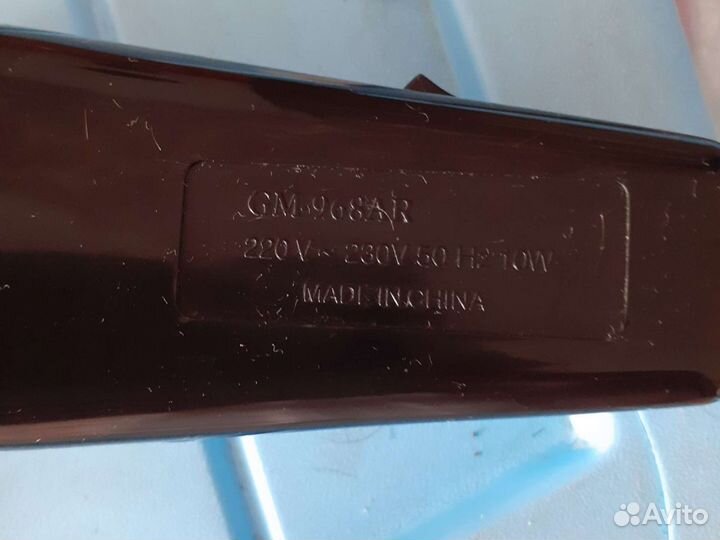 GM-968AR
220 V ~ 230V 50 HZ 10W
MADE IN CHINA
Avito